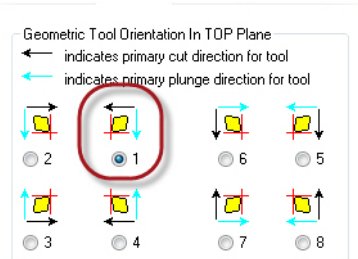 Geometric Tool Orientation In TOP Plane
indicates primary cut direction for tool
indicates primary plunge direction for tool
2 1 6 5
3 4 7 8